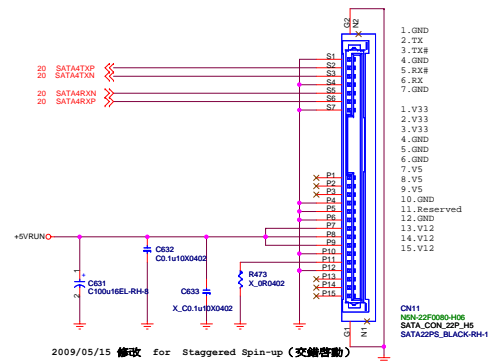 G2
N2
20 SATA4TXP
20 SATA4TXN
20 SATA4RXN
20 SATA4RXP
S1
S2
S3
S4
S5
S6
S7
P1
P2
P3
P4
P5
P6
P7
P8
P9
P10
P11
P12
P13
P14
P15
1.GND
2.TX
3.TX#
4.GND
5.RX#
6.RX
7.GND
1.V33
2.V33
3.V33
4.GND
5.GND
6.GND
7.V5
8.V5
9.V5
10.GND
11.Reserved
12.GND
13.V12
14.V12
15.V12
+5VRUN
1
+
2
C631
C100u16EL-RH-8
C632
C0.1u10X0402
C633
X_C0.1u10X0402
R473
X_0R0402
G1
N1
CN11
N5N-22F0080-H06
SATA_CON_22P_H5
SATA22PS_BLACK-RH-1
2009/05/15 修改 for Staggered Spin-up(交錯啓動)